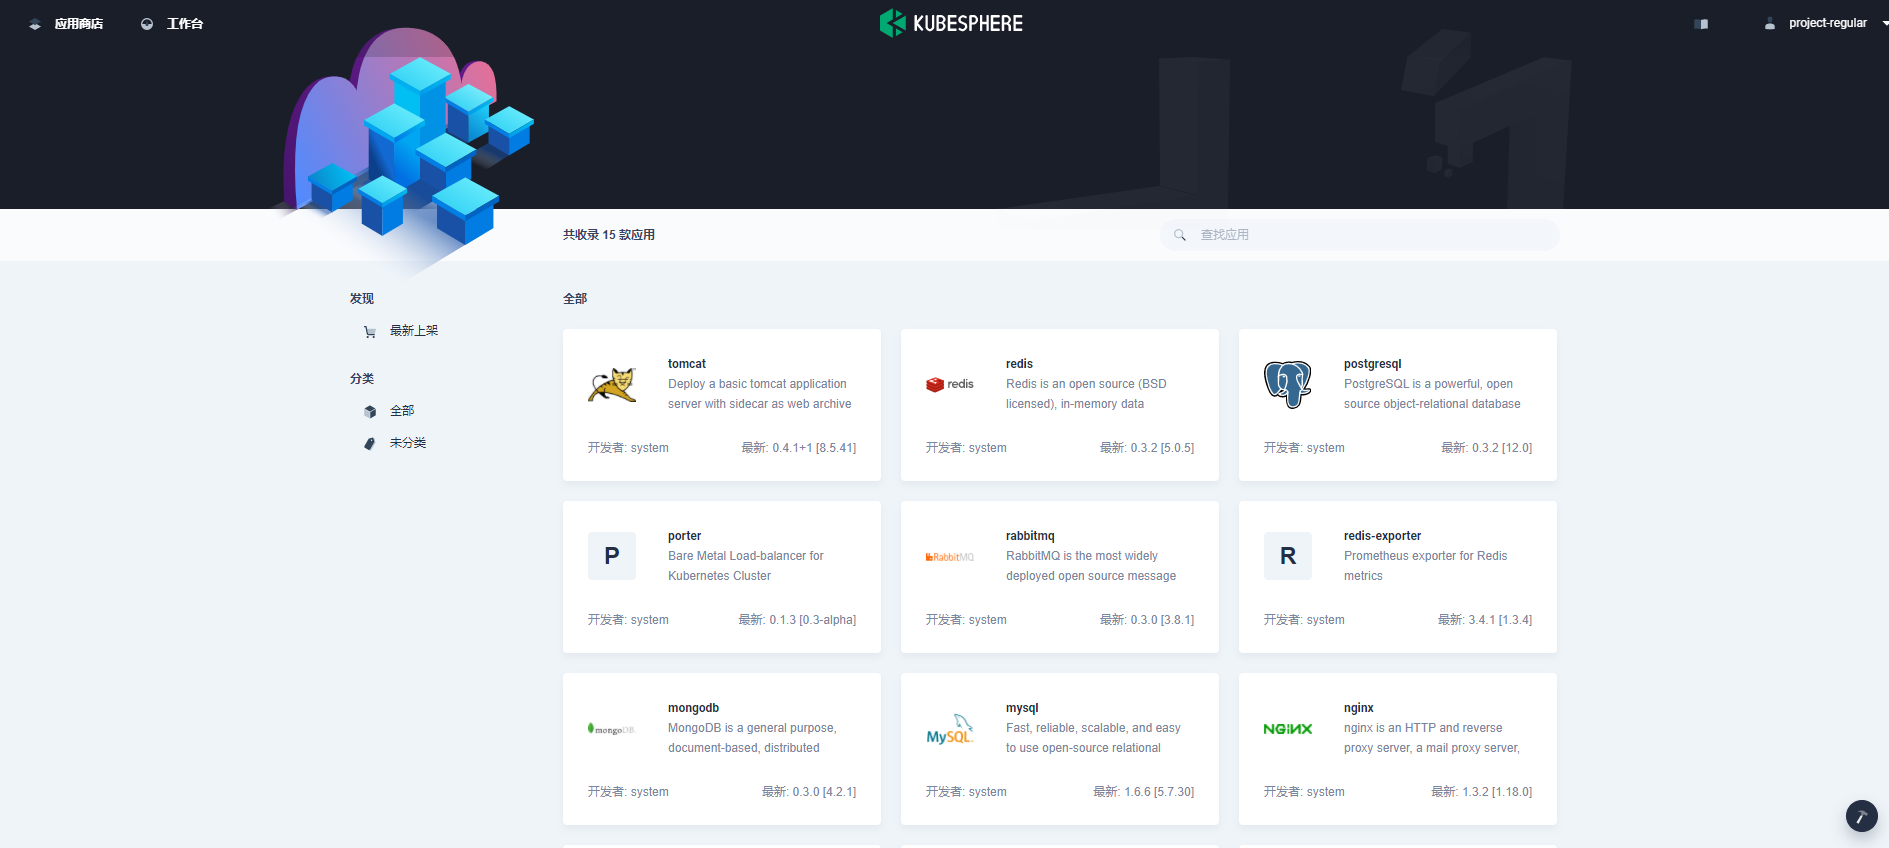 应用商店
工作台
KUBESPHERE
project-regular
共收录 15 款应用
查找应用
发现
最新上架
分类
全部
未分类
全部
tomcat
Deploy a basic tomcat application
server with sidecar as web archive
开发者: system
最新: 0.4.1+1 [8.5.41]
redis
redis
Redis is an open source (BSD
licensed), in-memory data
开发者: system
最新: 0.3.2 [5.0.5]
postgresql
PostgreSQL is a powerful, open
source object-relational database
开发者: system
最新: 0.3.2 [12.0]
P
porter
Bare Metal Load-balancer for
Kubernetes Cluster
开发者: system
最新: 0.1.3 [0.3-alpha]
RabbitMQ
rabbitmq
RabbitMQ is the most widely
deployed open source message
开发者: system
最新: 0.3.0 [3.8.1]
R
redis-exporter
Prometheus exporter for Redis
metrics
开发者: system
最新: 3.4.1 [1.3.4]
mongoDB.
mongodb
MongoDB is a general purpose,
document-based, distributed
开发者: system
最新: 0.3.0 [4.2.1]
MySQL
mysql
Fast, reliable, scalable, and easy
to use open-source relational
开发者: system
最新: 1.6.6 [5.7.30]
NGINX
nginx
nginx is an HTTP and reverse
proxy server, a mail proxy server,
开发者: system
最新: 1.3.2 [1.18.0]